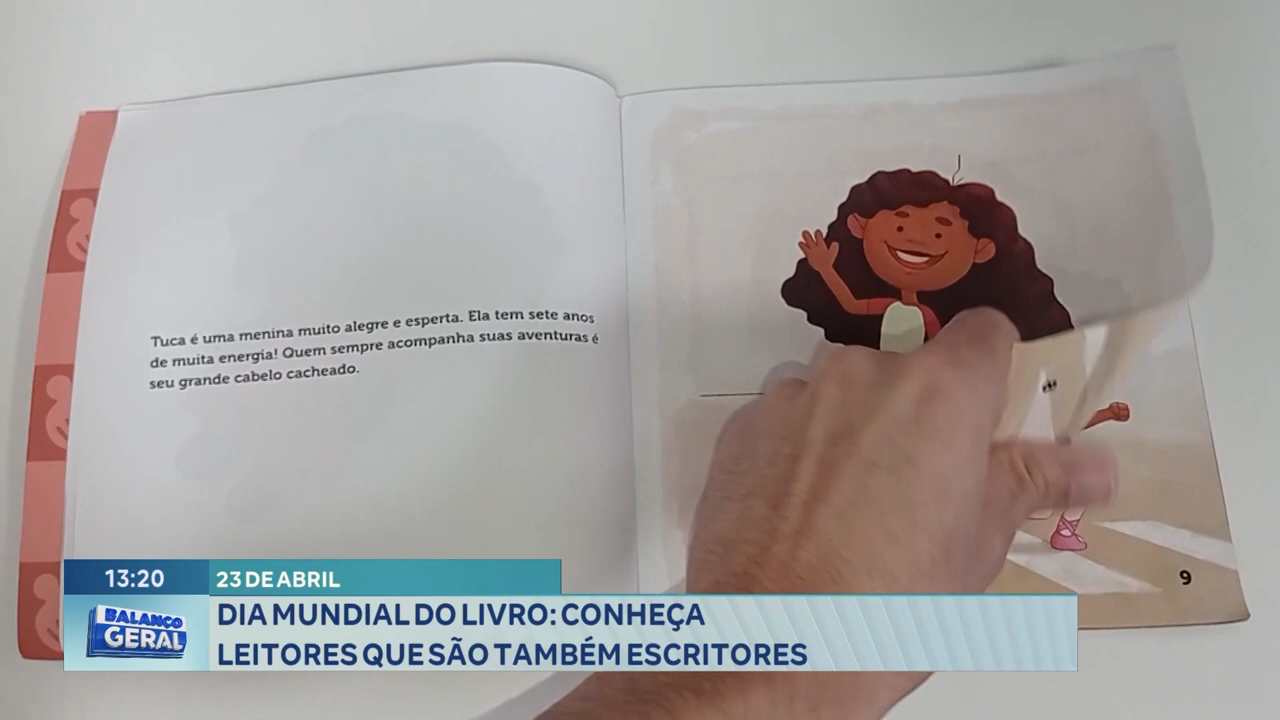 Tuca é uma menina muito alegre e esperta. Ela tem sete anos
de muita energia! Quem sempre acompanha suas aventuras é
seu grande cabelo cacheado.
9
13:20
23 DE ABRIL
BALANÇO
GERAL
DIA MUNDIAL DO LIVRO: CONHEÇA
LEITORES QUE SÃO TAMBÉM ESCRITORES